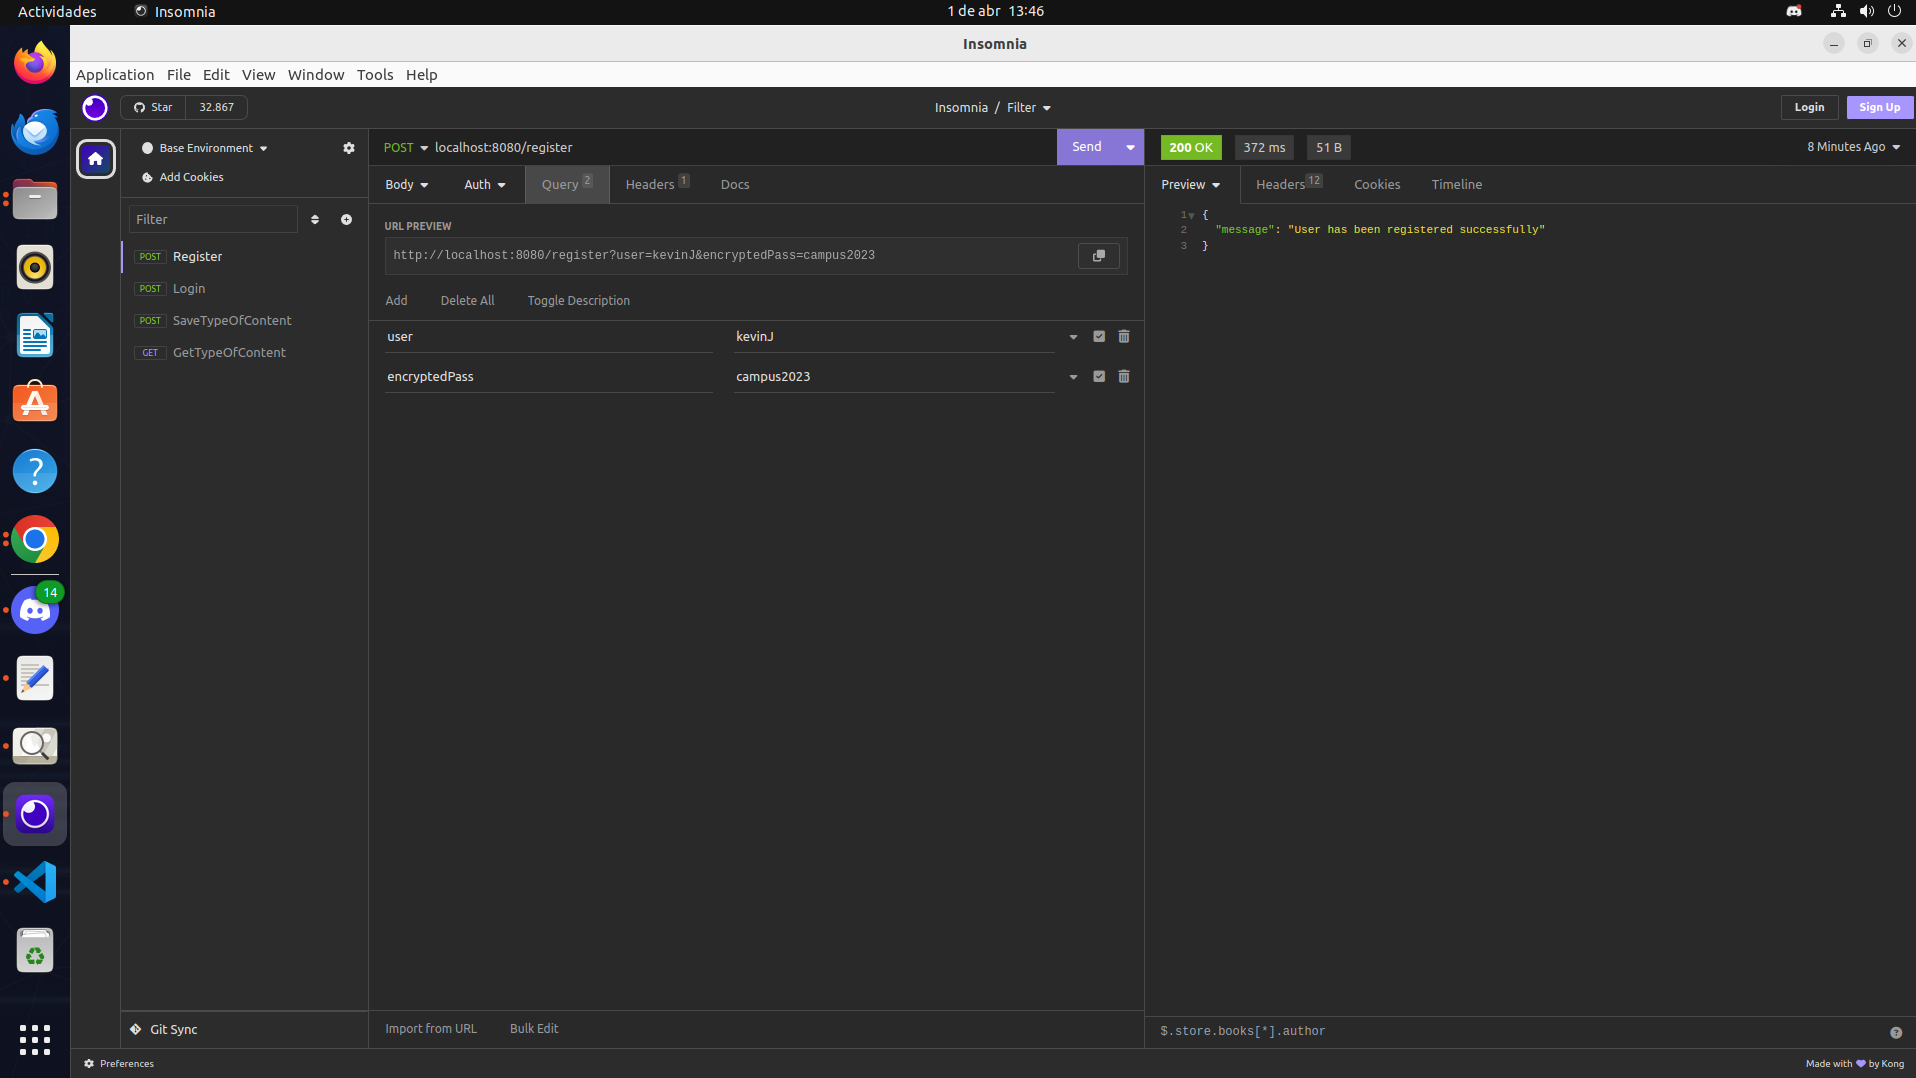 Actividades
Insomnia
1 de abr 13:46
Insomnia
Application File Edit View Window Tools Help
Star 32.867
Insomnia / Filter
Login Sign Up
Base Environment
Add Cookies
Filter
POST Register
POST Login
POST SaveTypeOfContent
GET GetTypeOfContent
Git Sync
Preferences
14
POST localhost:8080/register
Send
Body Auth Query 2 Headers 1 Docs
URL PREVIEW
http://localhost:8080/register?user=kevinJ&encryptedPass=campus2023
Add Delete All Toggle Description
user kevinJ
encryptedPass campus2023
Import from URL Bulk Edit
200 OK 372 ms 51 B
8 Minutes Ago
Preview Headers 12 Cookies Timeline
1 {
2 "message": "User has been registered successfully"
3 }
$.store.books[*].author
Made with by Kong